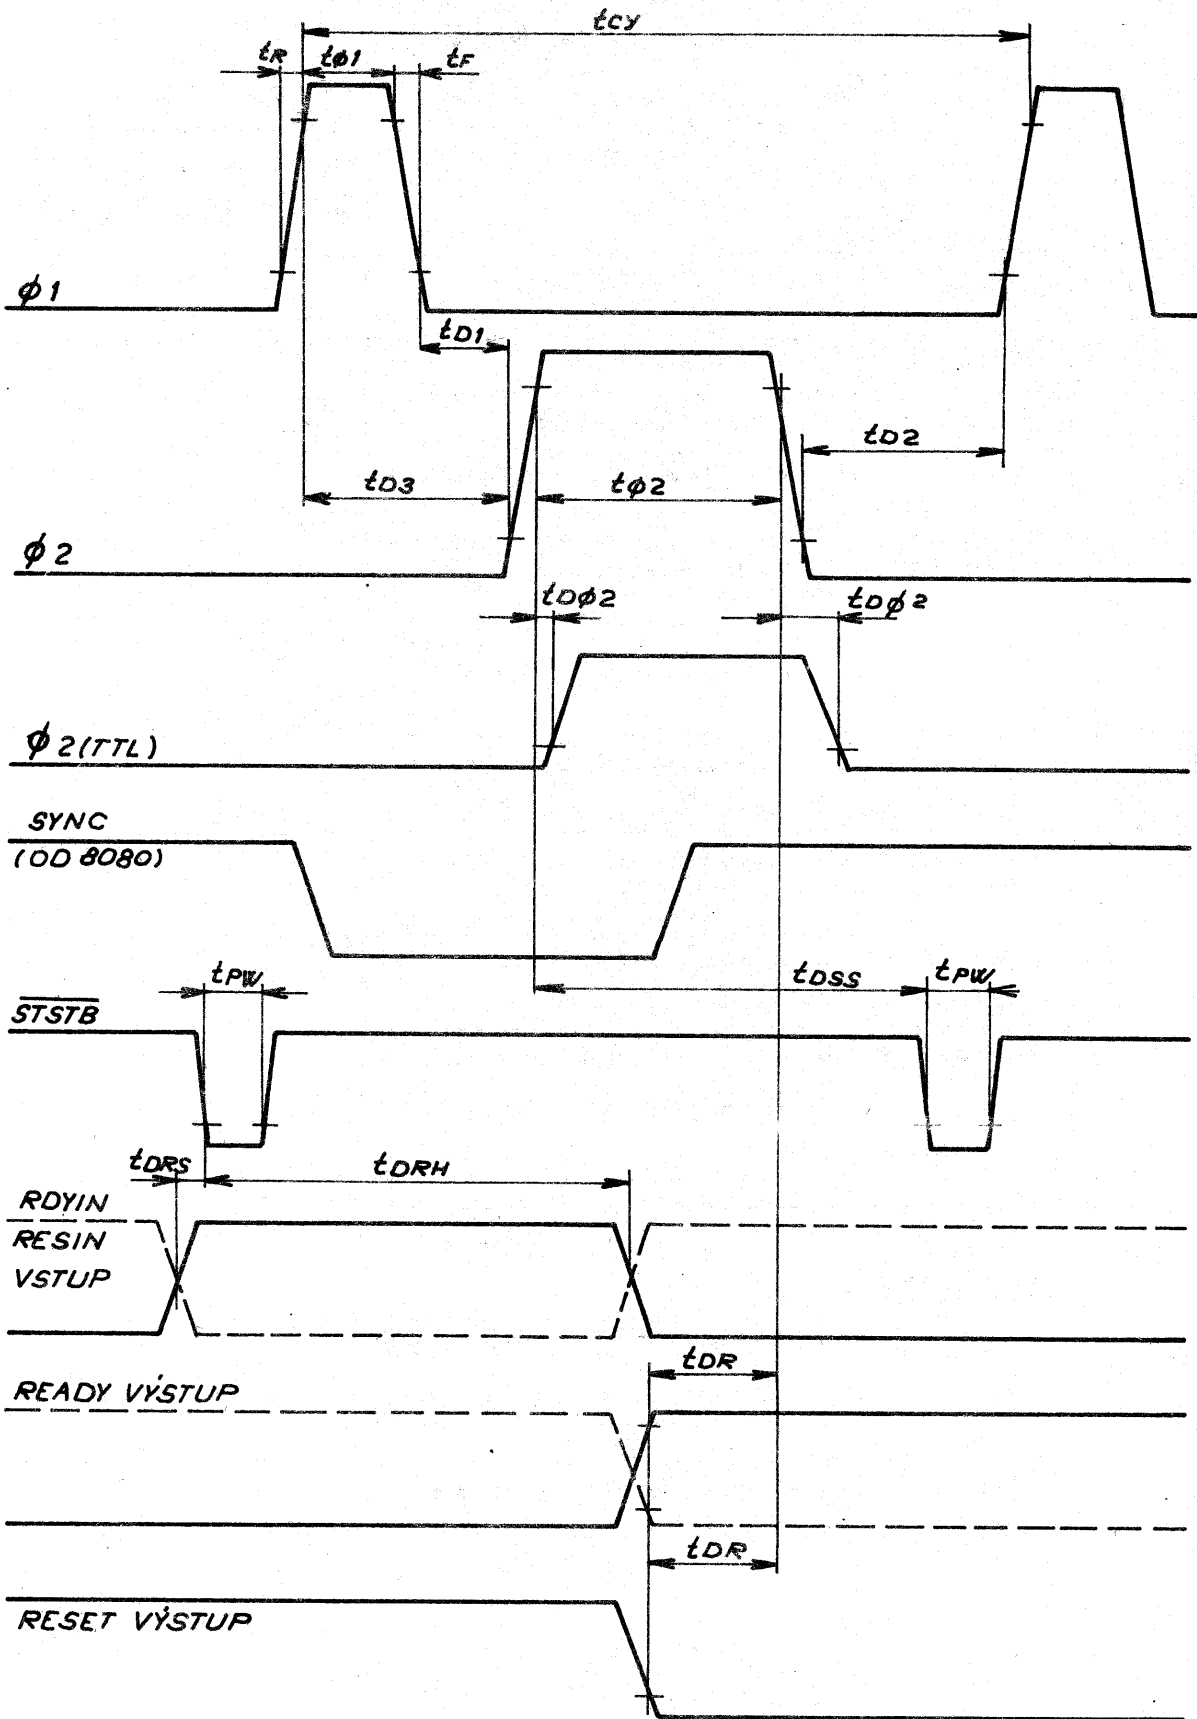 tCY
tR tϕ1 tF
ϕ1
tD1
tD2
tD3 tϕ2
ϕ2
tDϕ2 tDϕ2
ϕ2(TTL)
SYNC
(OD 8080)
tPW tDSS tPW
STSTB
tDRS tDRH
RDYIN
RESIN
VSTUP
tDR
READY VÝSTUP
tDR
RESET VÝSTUP